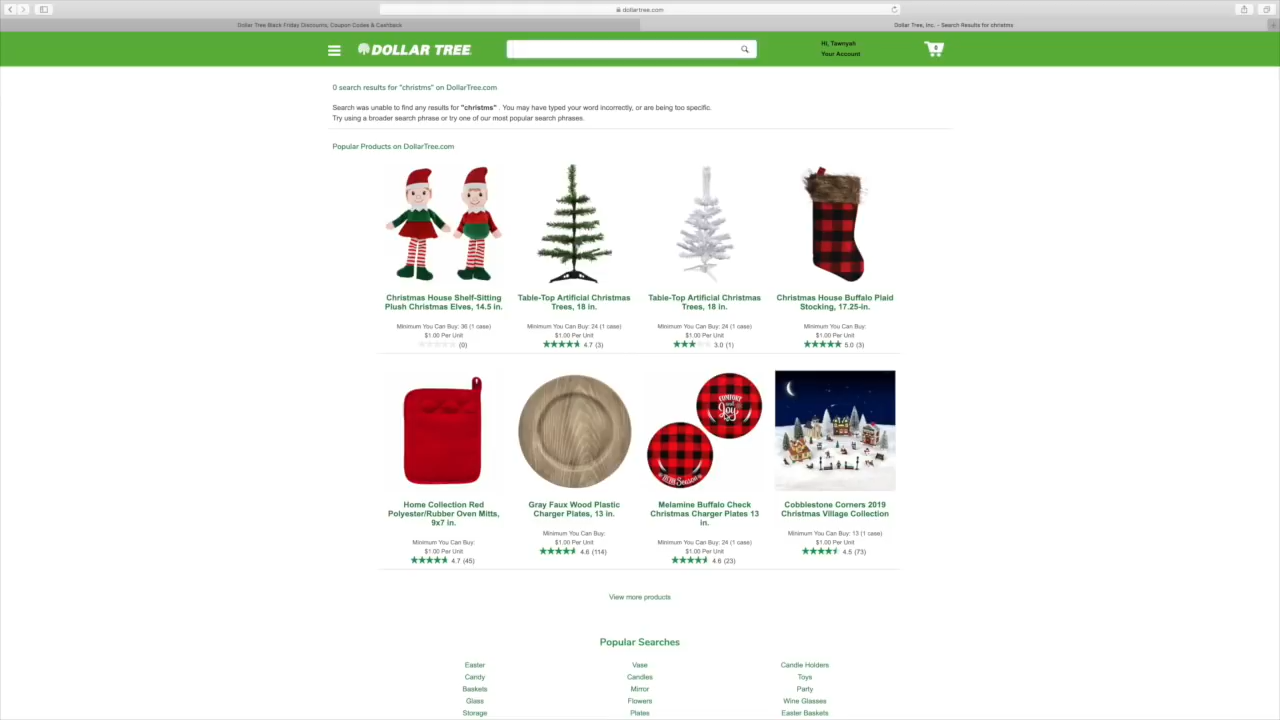 dollartree.com
Dollar Tree Black Friday Discounts, Coupon Codes & Cashback
Dollar Tree, Inc. - Search Results for christms
DOLLAR TREE
Hi, Tawnyah
Your Account
0
0 search results for "christms" on DollarTree.com
Search was unable to find any results for "christms" . You may have typed your word incorrectly, or are being too specific.
Try using a broader search phrase or try one of our most popular search phrases.
Popular Products on DollarTree.com
Christmas House Shelf-Sitting
Plush Christmas Elves, 14.5 in.
Minimum You Can Buy: 36 (1 case)
$1.00 Per Unit
(0)
Table-Top Artificial Christmas
Trees, 18 in.
Minimum You Can Buy: 24 (1 case)
$1.00 Per Unit
4.7 (3)
Table-Top Artificial Christmas
Trees, 18 in.
Minimum You Can Buy: 24 (1 case)
$1.00 Per Unit
3.0 (1)
Christmas House Buffalo Plaid
Stocking, 17.25-in.
Minimum You Can Buy:
$1.00 Per Unit
5.0 (3)
Home Collection Red
Polyester/Rubber Oven Mitts,
9x7 in.
Minimum You Can Buy:
$1.00 Per Unit
4.7 (45)
Gray Faux Wood Plastic
Charger Plates, 13 in.
Minimum You Can Buy:
$1.00 Per Unit
4.6 (114)
COMFORT
and
Joy
Season
Melamine Buffalo Check
Christmas Charger Plates 13
in.
Minimum You Can Buy: 24 (1 case)
$1.00 Per Unit
4.6 (23)
Cobblestone Corners 2019
Christmas Village Collection
Minimum You Can Buy: 13 (1 case)
$1.00 Per Unit
4.5 (73)
View more products
Popular Searches
Easter
Vase
Candle Holders
Candy
Candles
Toys
Baskets
Mirror
Party
Glass
Flowers
Wine Glasses
Storage
Plates
Easter Baskets